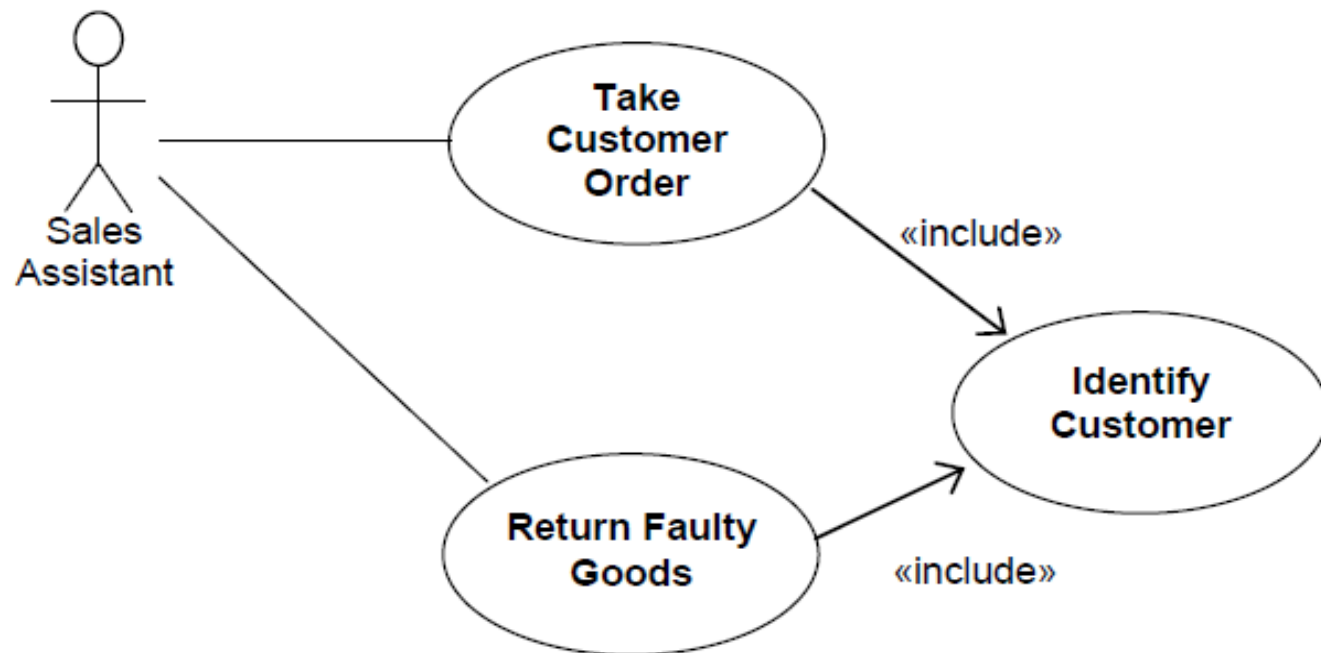 Take
Customer
Order
Sales
Assistant
«include»
Identify
Customer
Return Faulty
Goods
«include»